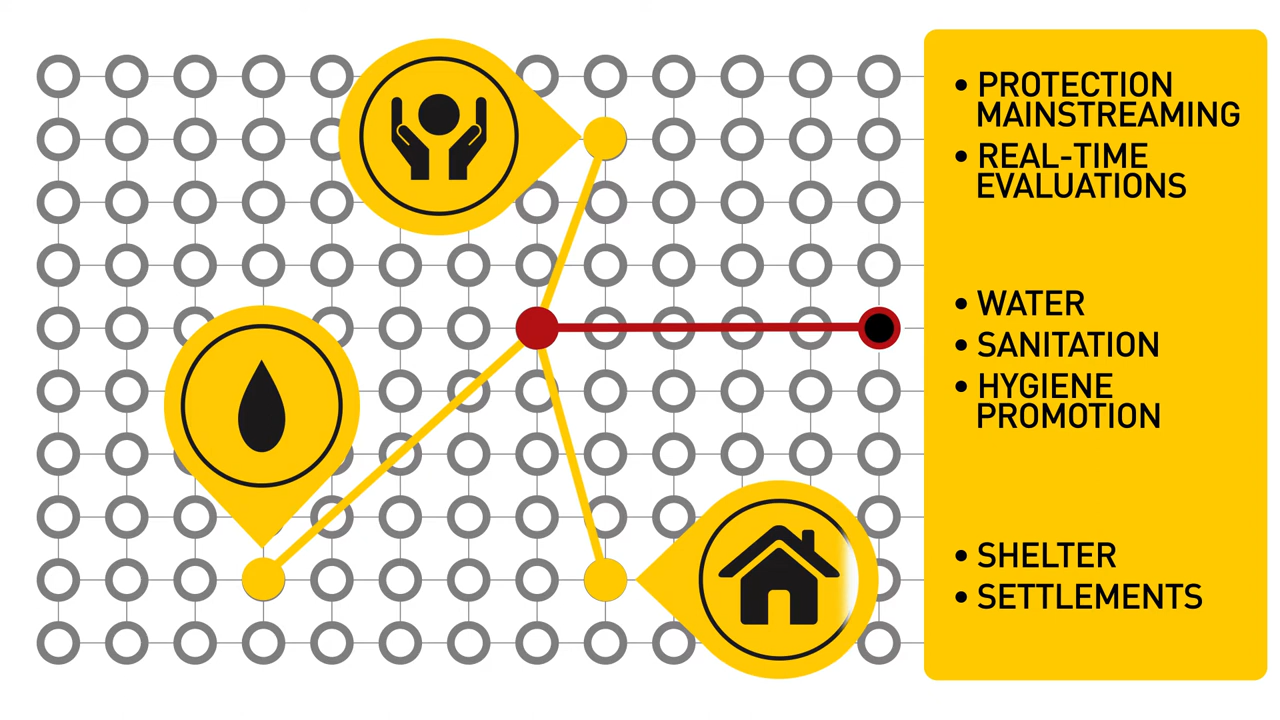 • PROTECTION
MAINSTREAMING
• REAL-TIME
EVALUATIONS
• WATER
• SANITATION
• HYGIENE
PROMOTION
• SHELTER
• SETTLEMENTS